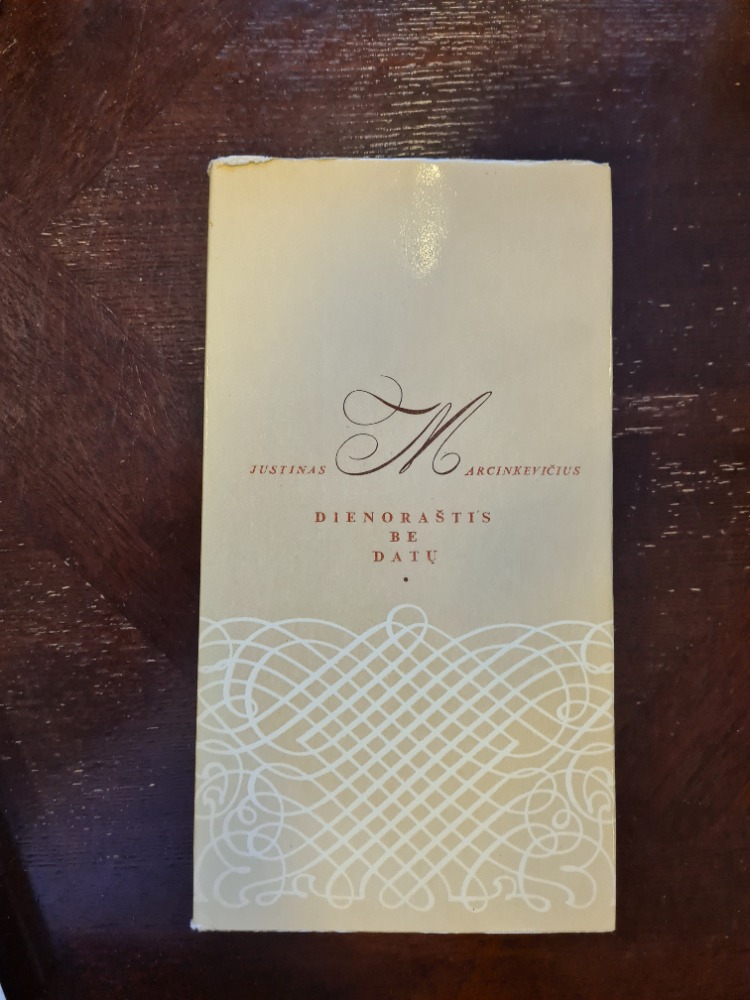 JUSTINAS MARCINKEVIČIUS
DIENORAŠTIS
BE
DATŲ